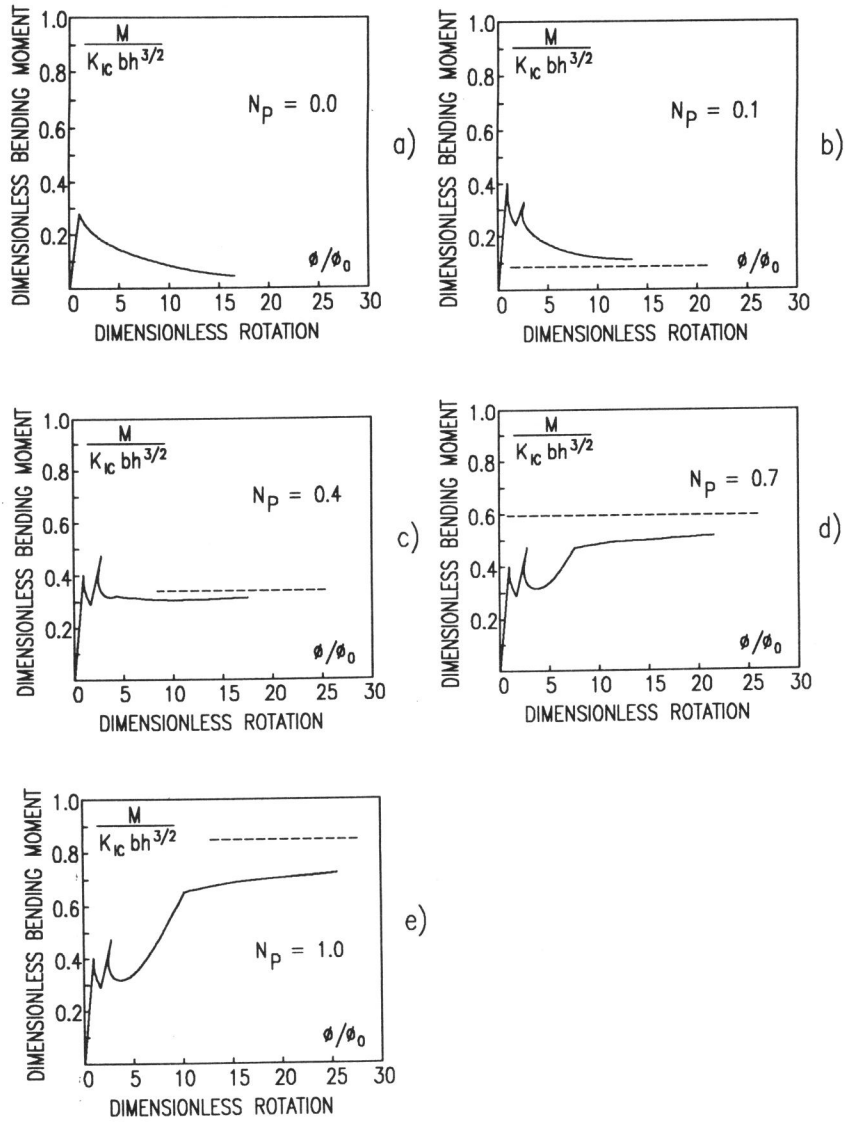 DIMENSIONLESS BENDING MOMENT
1.0
0.8
0.6
0.4
0.2
M
K_IC bh^3/2
N_P = 0.0
ø/ø_0
0 5 10 15 20 25 30
DIMENSIONLESS ROTATION
a)
DIMENSIONLESS BENDING MOMENT
1.0
0.8
0.6
0.4
0.2
M
K_IC bh^3/2
N_P = 0.1
ø/ø_0
0 5 10 15 20 25 30
DIMENSIONLESS ROTATION
b)
DIMENSIONLESS BENDING MOMENT
1.0
0.8
0.6
0.4
0.2
M
K_IC bh^3/2
N_P = 0.4
ø/ø_0
0 5 10 15 20 25 30
DIMENSIONLESS ROTATION
c)
DIMENSIONLESS BENDING MOMENT
1.0
0.8
0.6
0.4
0.2
M
K_IC bh^3/2
N_P = 0.7
ø/ø_0
0 5 10 15 20 25 30
DIMENSIONLESS ROTATION
d)
DIMENSIONLESS BENDING MOMENT
1.0
0.8
0.6
0.4
0.2
M
K_IC bh^3/2
N_P = 1.0
ø/ø_0
0 5 10 15 20 25 30
DIMENSIONLESS ROTATION
e)